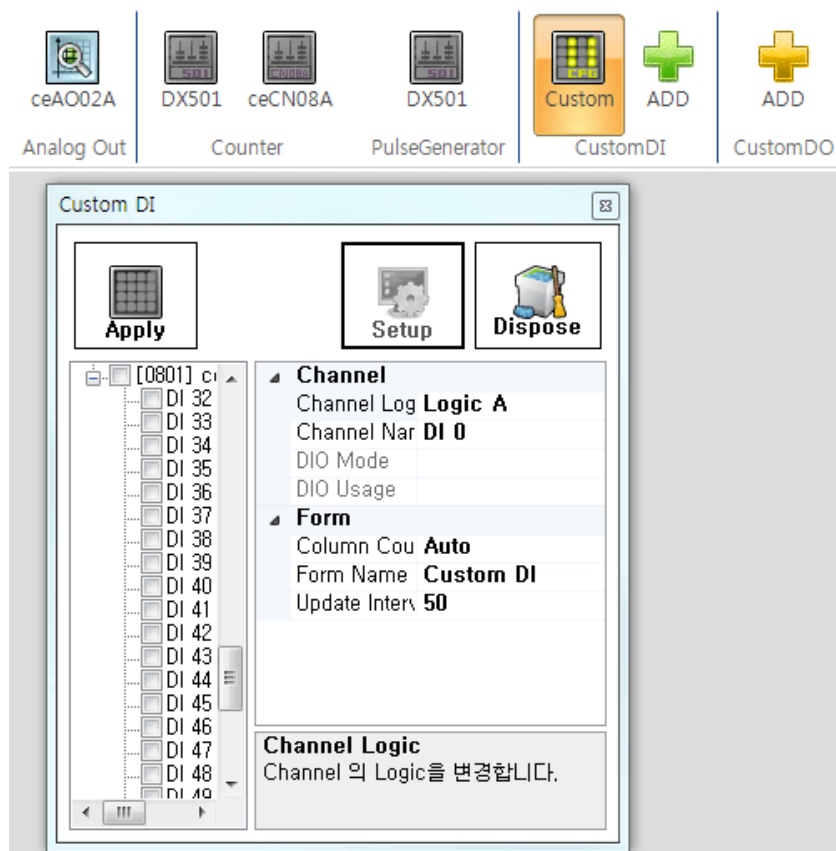 ceAO02A DX501 ceCN08A DX501 Custom ADD ADD
Analog Out Counter PulseGenerator CustomDI CustomDO
Custom DI
Apply Setup Dispose
[0801]
DI 32
DI 33
DI 34
DI 35
DI 36
DI 37
DI 38
DI 39
DI 40
DI 41
DI 42
DI 43
DI 44
DI 45
DI 46
DI 47
DI 48
DI 49
Channel
Channel Log Logic A
Channel Nar DI 0
DIO Mode
DIO Usage
Form
Column Cou Auto
Form Name Custom DI
Update Interv 50
Channel Logic
Channel 의 Logic을 변경합니다.